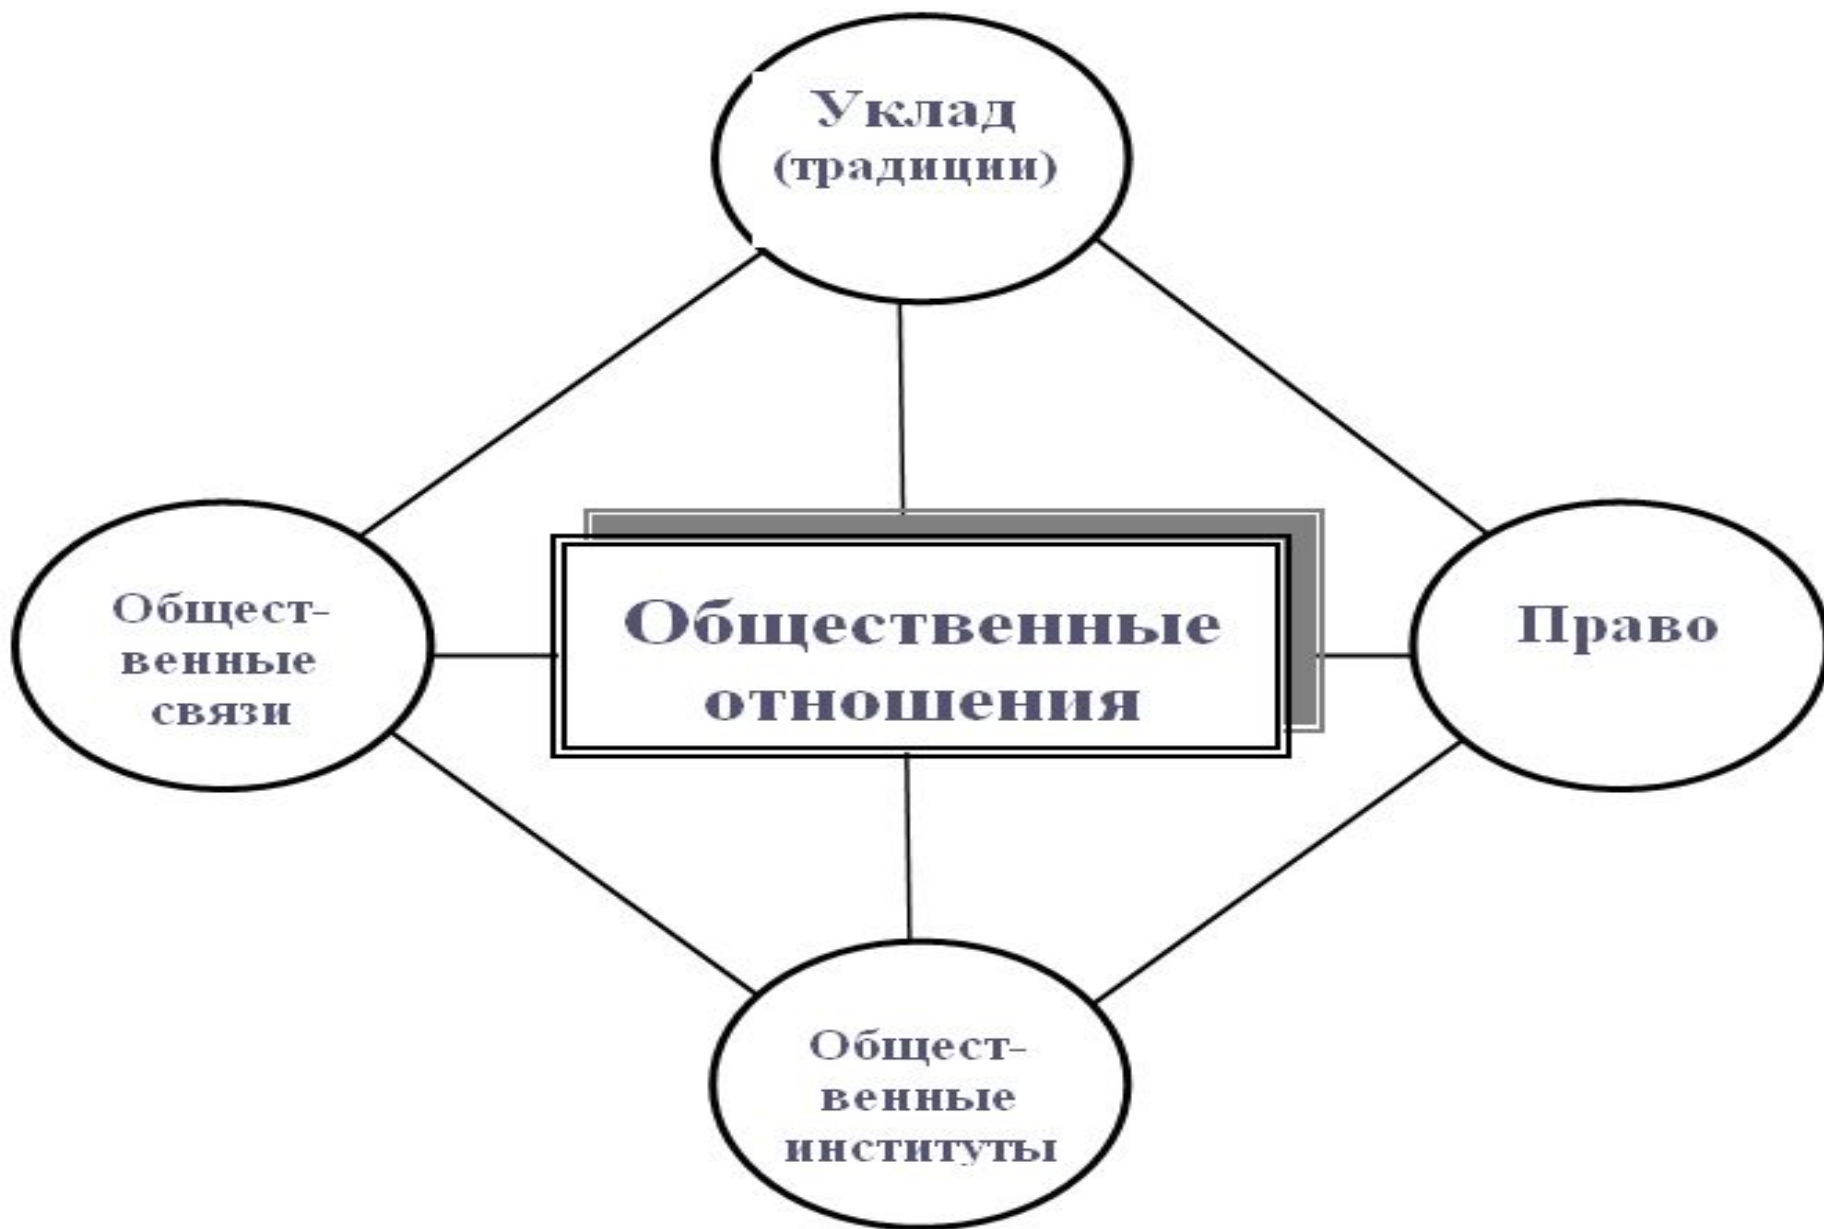 Уклад
(традиции)
Общест-
венные
связи
Общественные
отношения
Право
Общест-
венные
институты